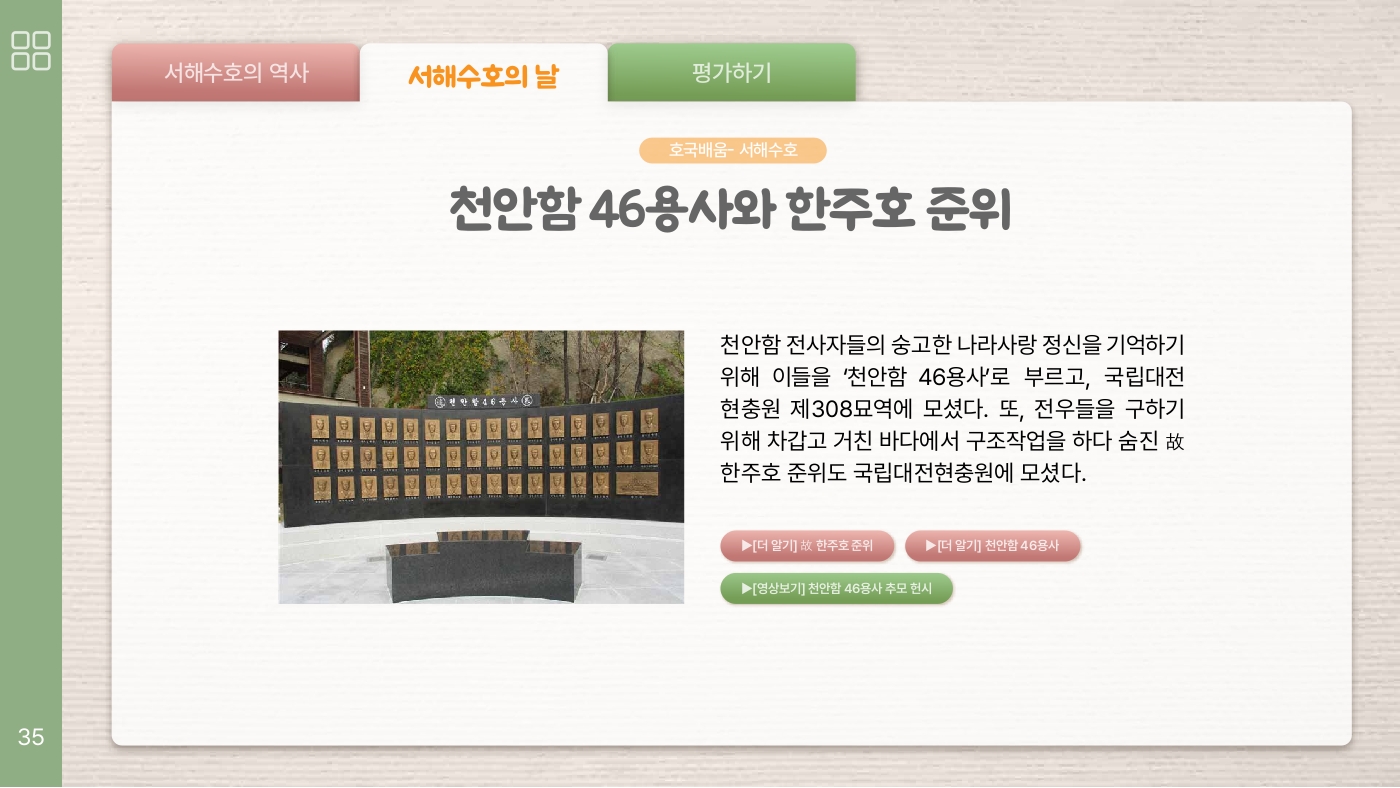 서해수호의 역사
서해수호의 날
평가하기
호국배움- 서해수호
천안함 46용사와 한주호 준위
천안함46용사
천안함 전사자들의 숭고한 나라사랑 정신을 기억하기
위해 이들을 ‘천안함 46용사’로 부르고, 국립대전
현충원 제308묘역에 모셨다. 또, 전우들을 구하기
위해 차갑고 거친 바다에서 구조작업을 하다 숨진 故
한주호 준위도 국립대전현충원에 모셨다.
▶[더 알기] 故 한주호 준위
▶[더 알기] 천안함 46용사
▶[영상보기] 천안함 46용사 추모 헌시
35